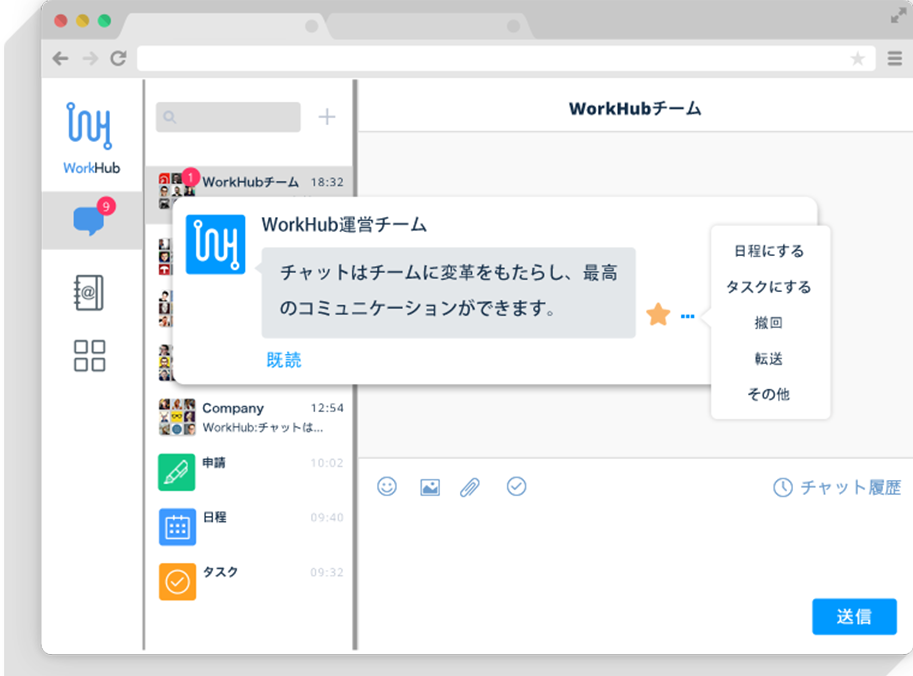 WorkHub
9
WorkHubチーム
1
WorkHubチーム 18:32
WorkHub運営チーム
チャットはチームに変革をもたらし、最高
のコミュニケーションができます。
既読
日程にする
タスクにする
撤回
転送
その他
Company 12:54
WorkHub:チャットは...
申請 10:02
日程 09:40
タスク 09:32
チャット履歴
送信